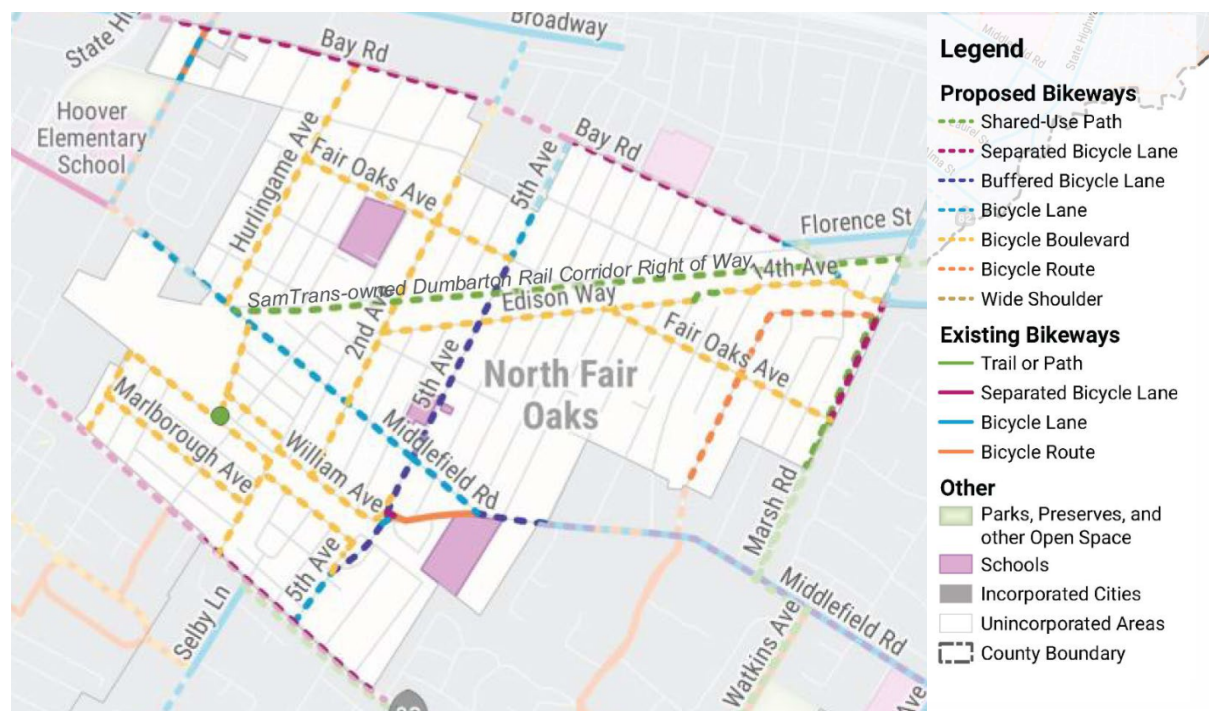 Broadway
State Hi
Bay Rd
Hoover
Elementary
School
Hurlingame Ave
Fair Oaks Ave
5th Ave
Bay Rd
Florence St
SamTrans-owned Dumbarton Rail Corridor Right of Way
14th Ave
Edison Way
2nd Ave
Fair Oaks Ave
5th Ave
North Fair
Oaks
Marlborough Ave
William Ave
Middlefield Rd
Marsh Rd
5th Ave
Selby Ln
Middlefield Rd
Watkins Ave
Ave
Legend
Proposed Bikeways
Shared-Use Path
Separated Bicycle Lane
Buffered Bicycle Lane
Bicycle Lane
Bicycle Boulevard
Bicycle Route
Wide Shoulder
Existing Bikeways
Trail or Path
Separated Bicycle Lane
Bicycle Lane
Bicycle Route
Other
Parks, Preserves, and
other Open Space
Schools
Incorporated Cities
Unincorporated Areas
County Boundary